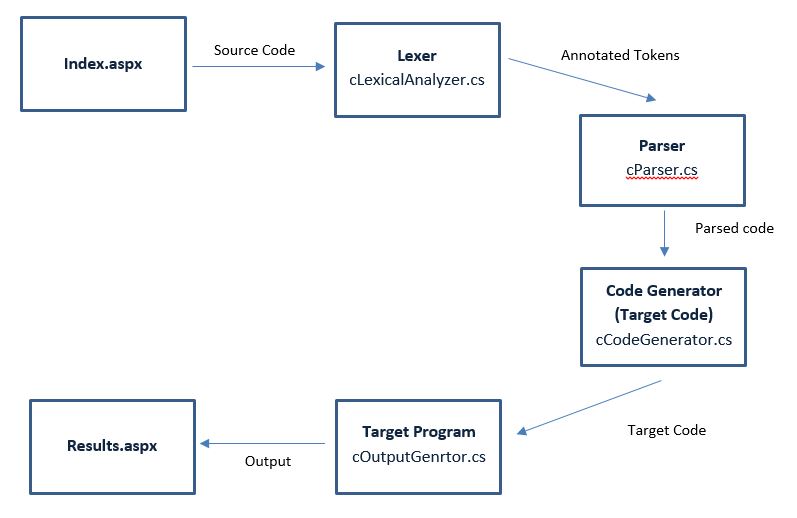 Index.aspx
Source Code
Lexer
cLexicalAnalyzer.cs
Annotated Tokens
Parser
cParser.cs
Parsed code
Code Generator
(Target Code)
cCodeGenerator.cs
Target Code
Target Program
cOutputGenrtor.cs
Output
Results.aspx